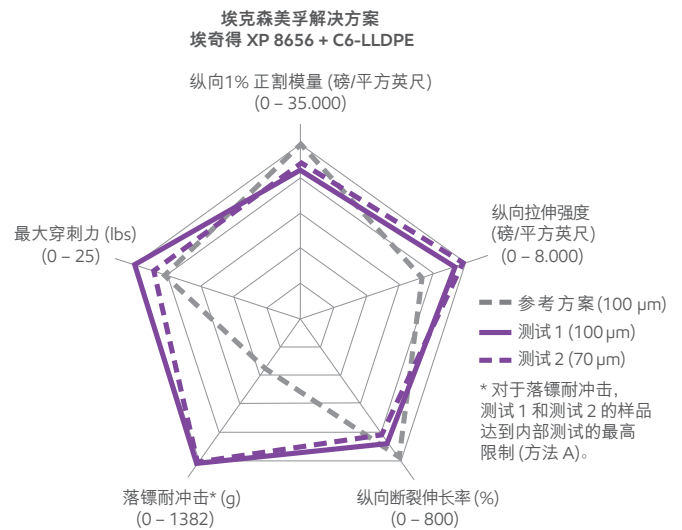 埃克森美孚解决方案
埃奇得 XP 8656 + C6-LLDPE
纵向1% 正割模量 (磅/平方英尺)
(0 – 35.000)
纵向拉伸强度
(磅/平方英尺)
(0 – 8.000)
最大穿刺力 (lbs)
(0 – 25)
参考方案 (100 μm)
测试 1 (100 μm)
测试 2 (70 μm)
* 对于落镖耐冲击,
测试 1 和测试 2 的样品
达到内部测试的最高
限制 (方法 A)。
落镖耐冲击* (g)
(0 – 1382)
纵向断裂伸长率 (%)
(0 – 800)